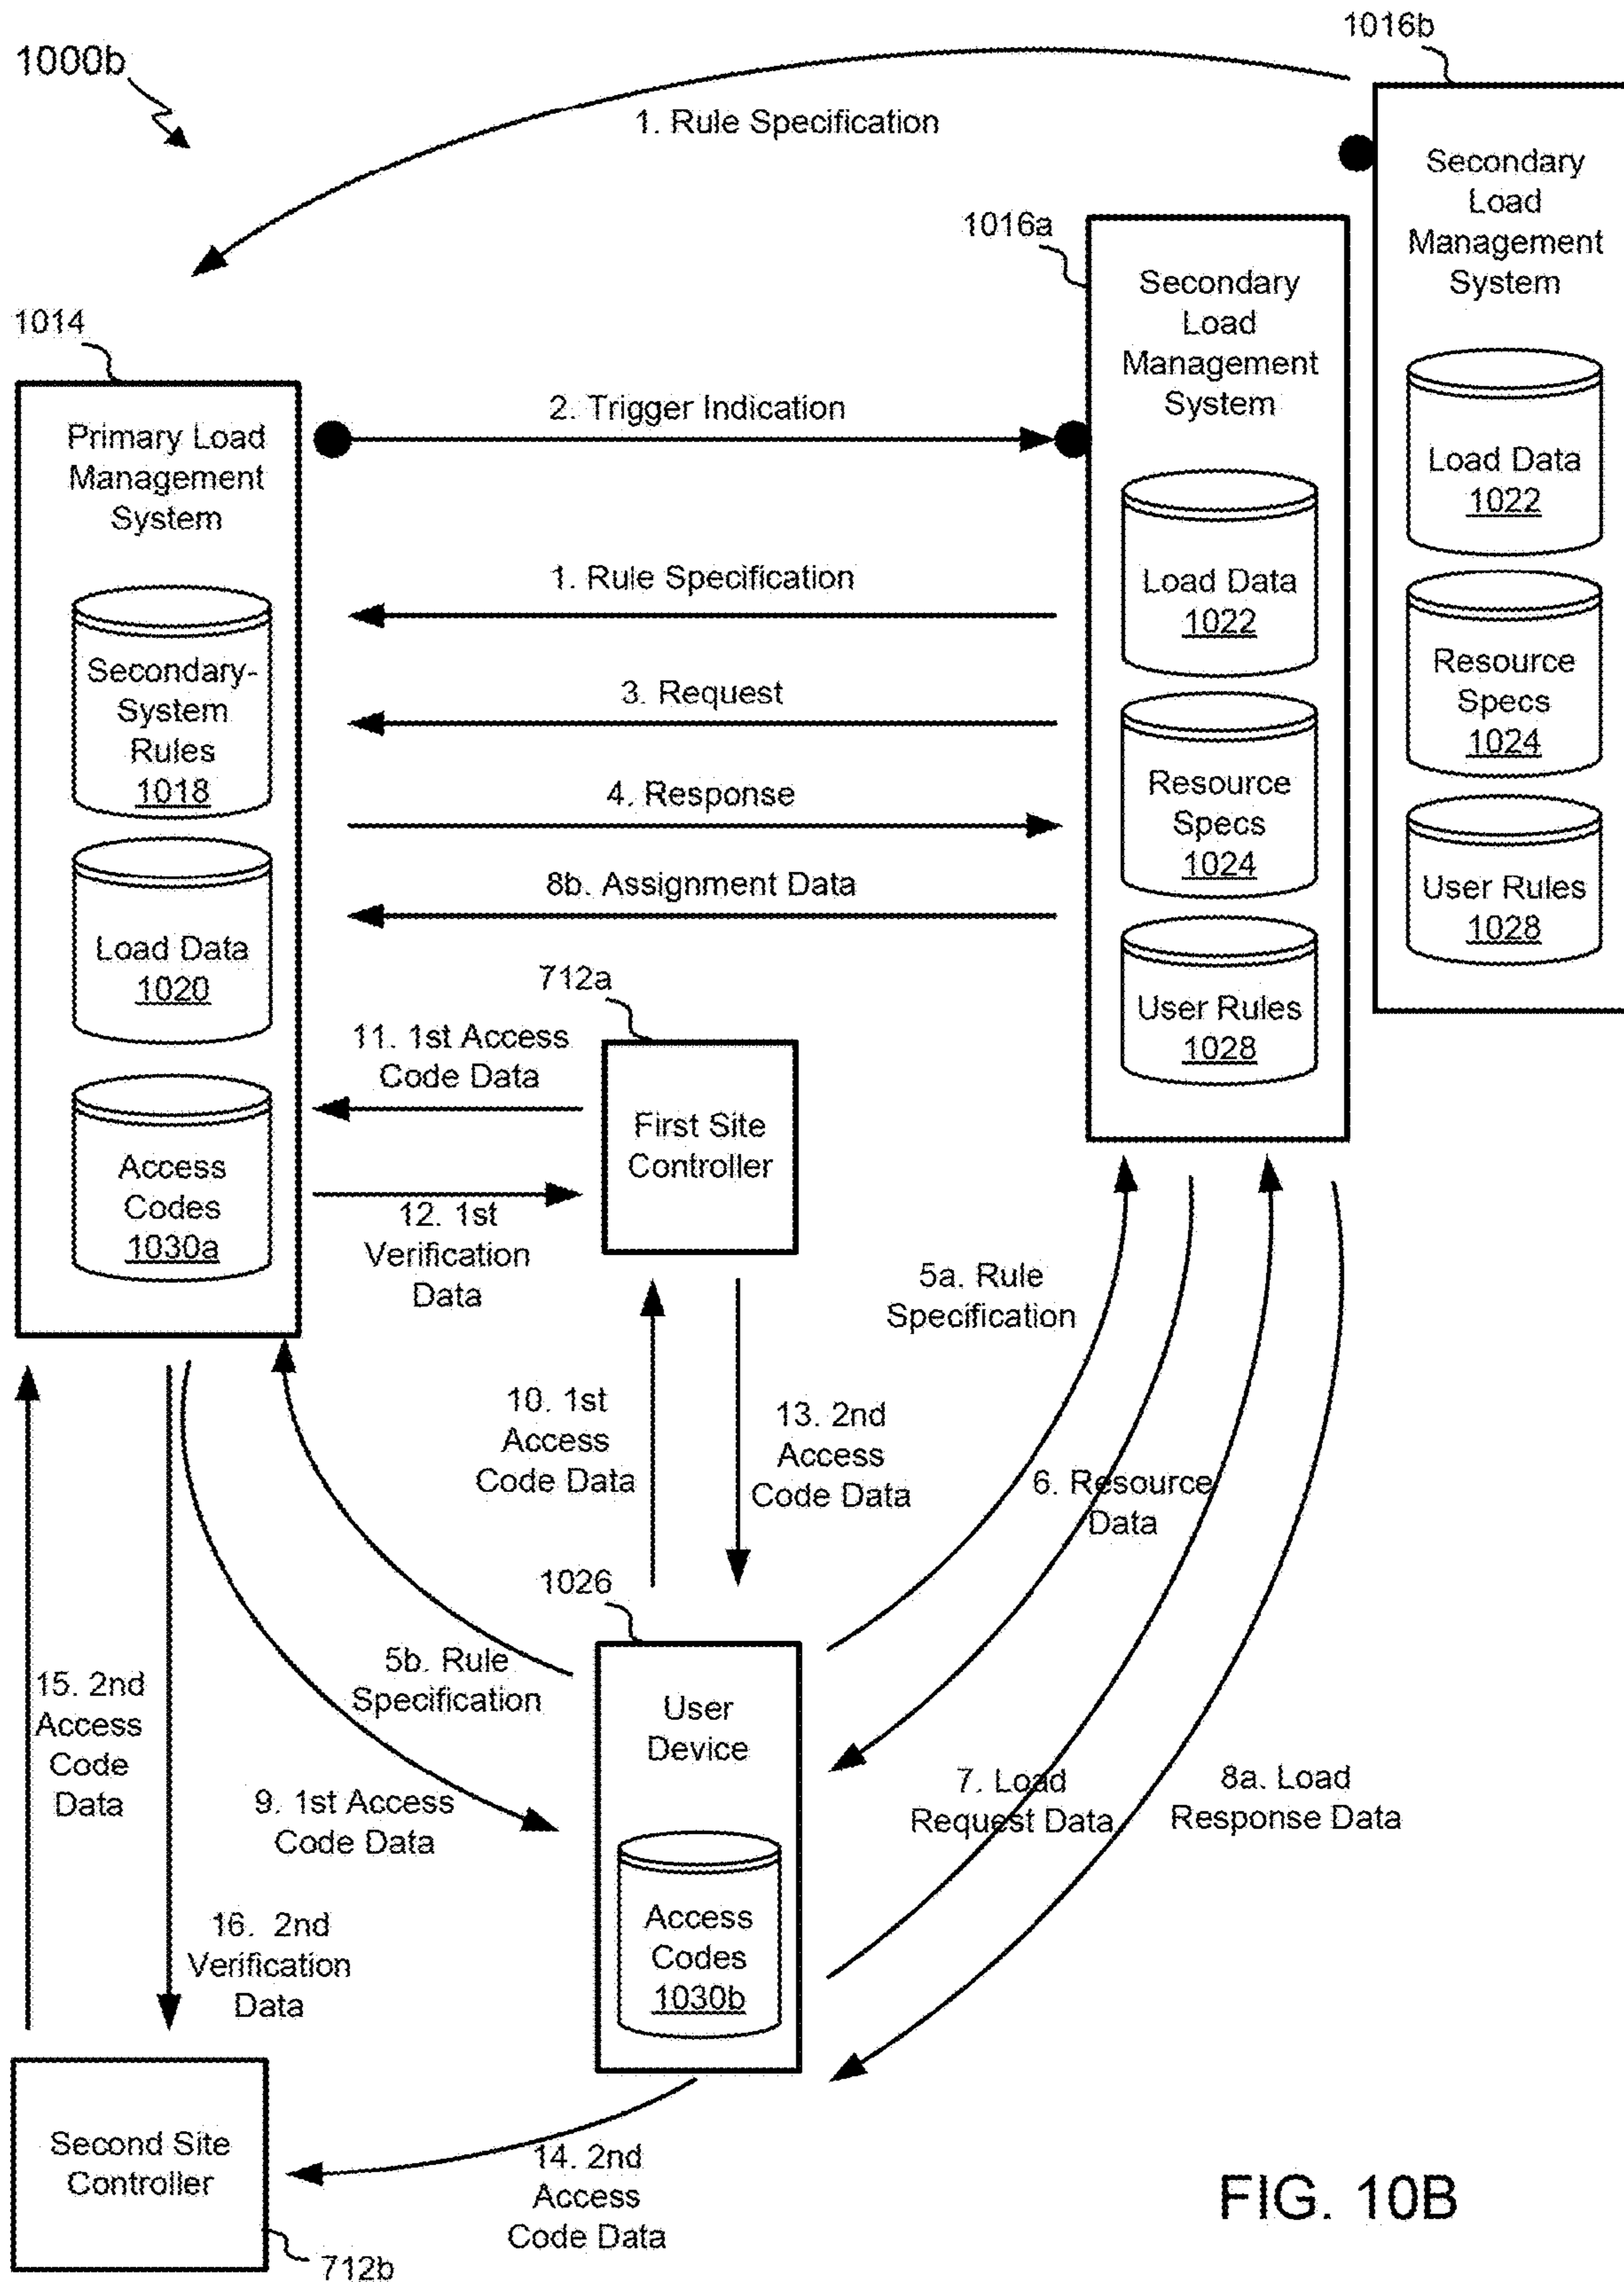 1000b
1016b
1. Rule Specification
Secondary
Load
Management
System
Load Data
1022
Resource
Specs
1024
User Rules
1028
1016a
Secondary
Load
Management
System
Load Data
1022
Resource
Specs
1024
User Rules
1028
1014
Primary Load
Management
System
Secondary-
System
Rules
1018
Load Data
1020
Access
Codes
1030a
2. Trigger Indication
1. Rule Specification
3. Request
4. Response
8b. Assignment Data
712a
11. 1st Access
Code Data
First Site
Controller
12. 1st
Verification
Data
5a. Rule
Specification
10. 1st
Access
Code Data
13. 2nd
Access
Code Data
6. Resource
Data
1026
User
Device
Access
Codes
1030b
5b. Rule
Specification
15. 2nd
Access
Code
Data
9. 1st Access
Code Data
7. Load
Request Data
8a. Load
Response Data
16. 2nd
Verification
Data
Second Site
Controller
712b
14. 2nd
Access
Code Data
FIG. 10B